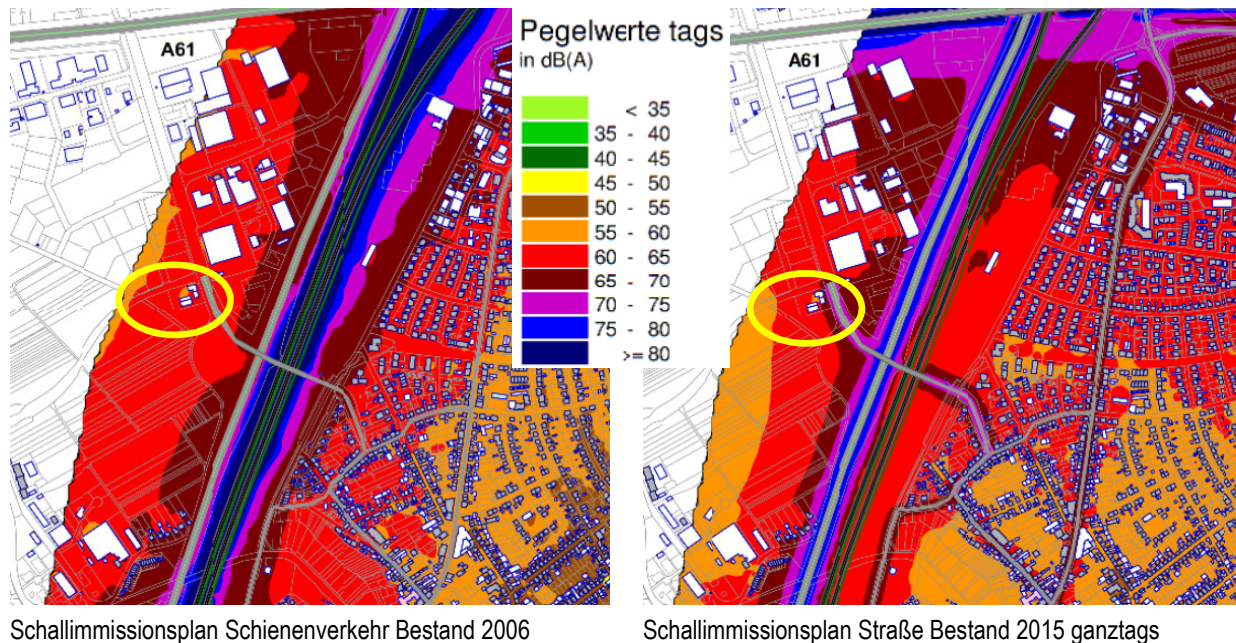 A61
Pegelwerte tags
in dB(A)
< 35
35 - 40
40 - 45
45 - 50
50 - 55
55 - 60
60 - 65
65 - 70
70 - 75
75 - 80
>= 80
A61
Schallimmissionsplan Schienenverkehr Bestand 2006
Schallimmissionsplan Straße Bestand 2015 ganztags